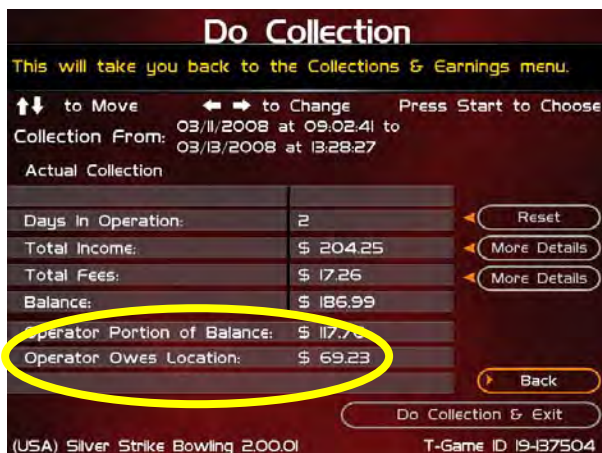 Do Collection
This will take you back to the Collections & Earnings menu.
to Move to Change Press Start to Choose
Collection From: 03/11/2008 at 09:02:41 to
03/13/2008 at 13:28:27
Actual Collection
Days In Operation: 2 Reset
Total Income: $ 204.25 More Details
Total Fees: $ 17.26 More Details
Balance: $ 186.99
Operator Portion of Balance: $ 117.76
Operator Owes Location: $ 69.23
Back
Do Collection & Exit
(USA) Silver Strike Bowling 2.00.01 T-Game ID 19-137504